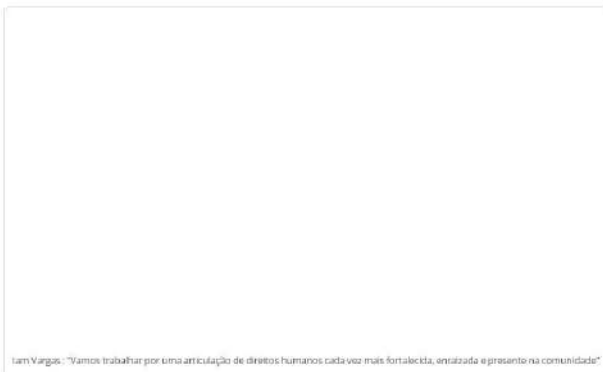 Iam Vargas : "Vamos trabalhar por uma articulação de direitos humanos cada vez mais fortalecida, enraizada e presente na comunidade"